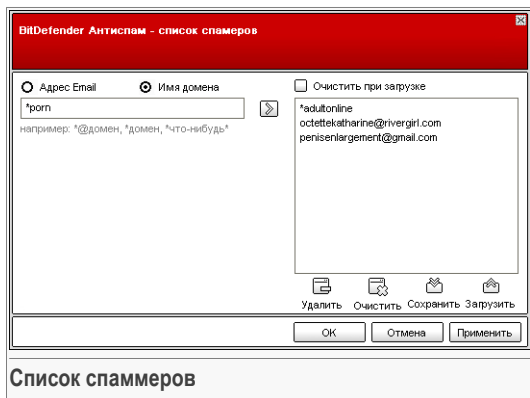 BitDefender Антиспам - список спамеров
Адрес Email
Имя домена
*porn
например: *@домен, *домен, *что-нибудь*
Очистить при загрузке
*adultonline
octettekatharine@rivergirl.com
penisenlargement@gmail.com
Удалить Очистить Сохранить Загрузить
OK Отмена Применить
Список спаммеров